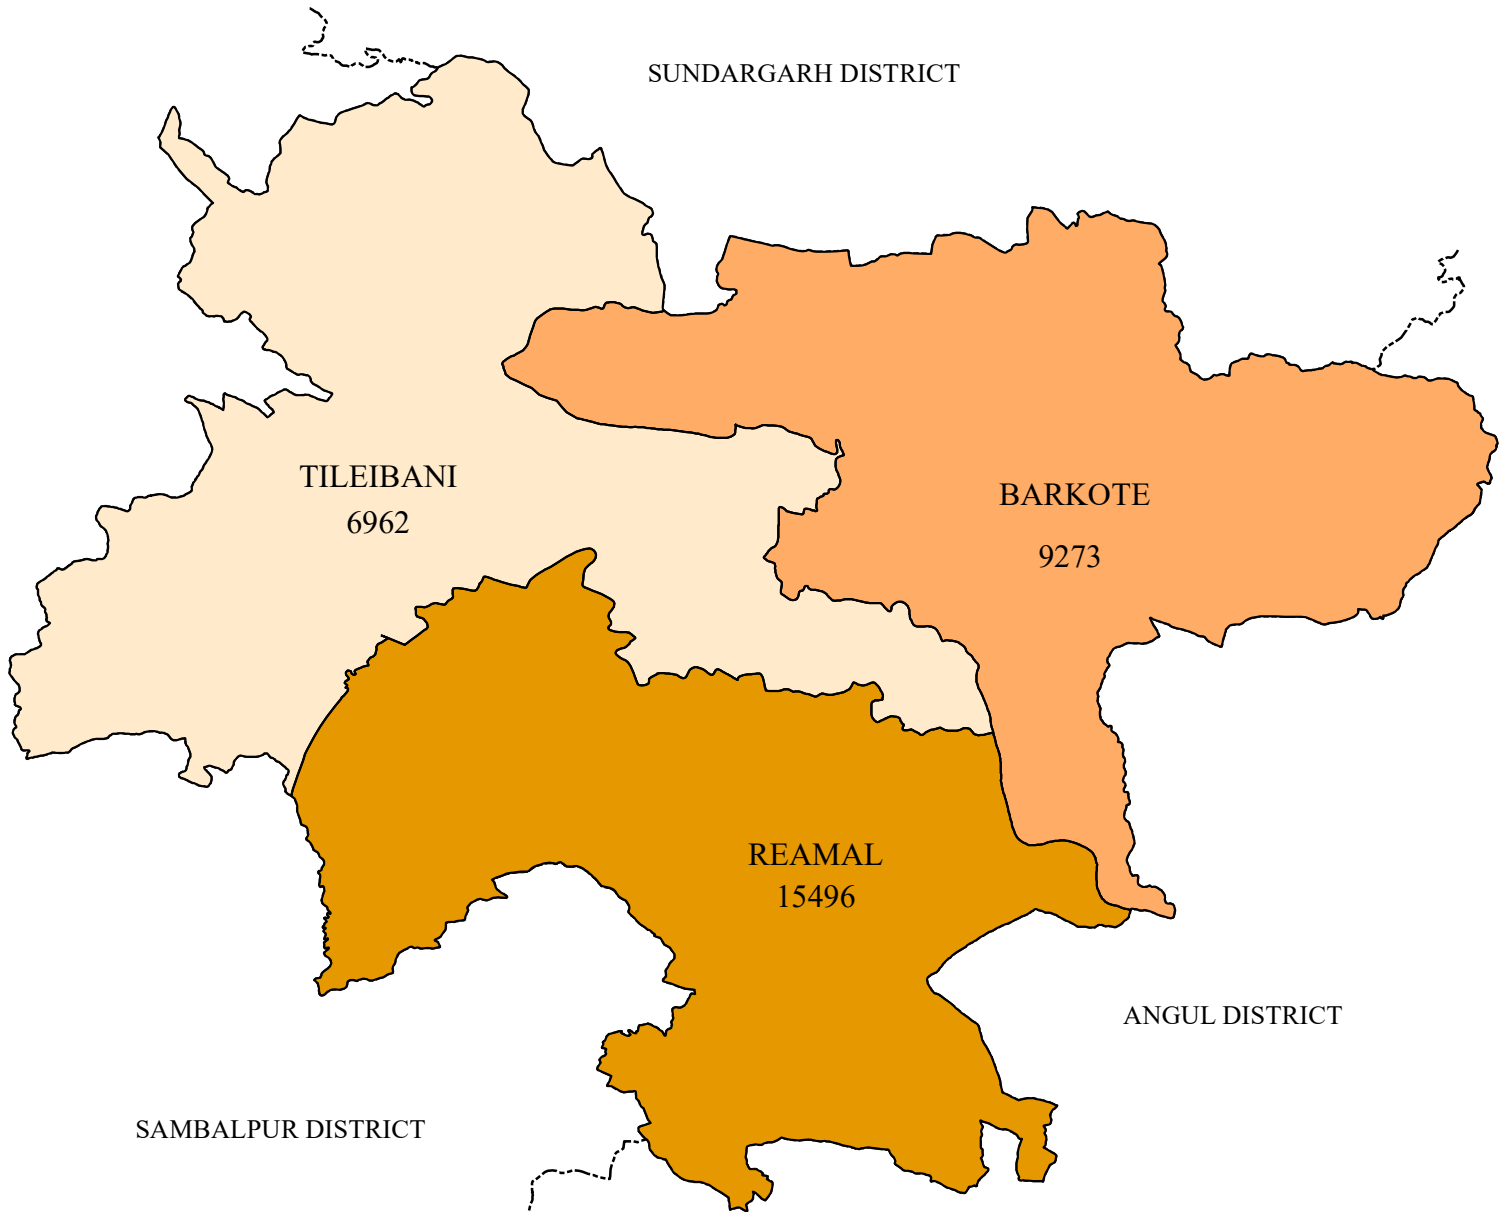 SUNDARGARH DISTRICT
TILEIBANI
6962
BARKOTE
9273
REAMAL
15496
ANGUL DISTRICT
SAMBALPUR DISTRICT